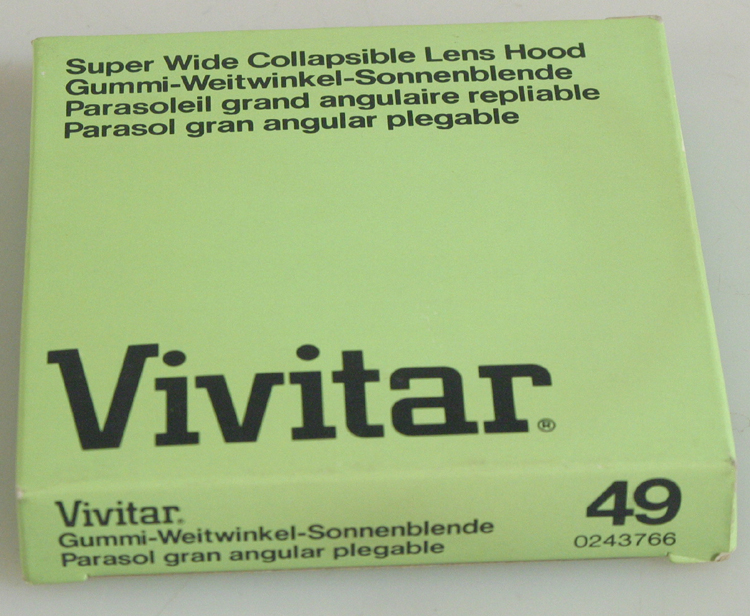 Super Wide Collapsible Lens Hood
Gummi-Weitwinkel-Sonnenblende
Parasoleil grand angulaire repliable
Parasol gran angular plegable
Vivitar®
Vivitar®
Gummi-Weitwinkel-Sonnenblende
Parasol gran angular plegable
49
0243766